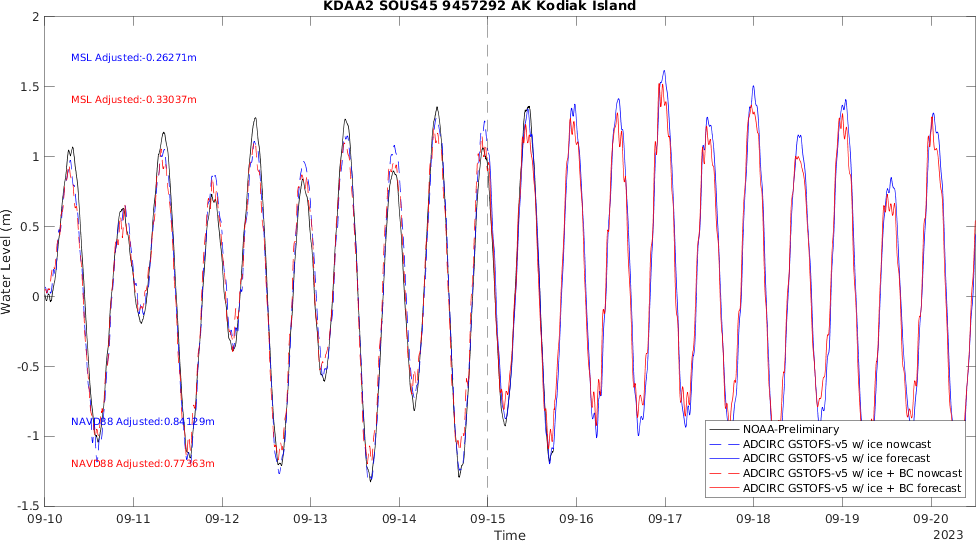 KDAA2 SOUS45 9457292 AK Kodiak Island
2
1.5
1
0.5
0
-0.5
-1
-1.5
Water Level (m)
MSL Adjusted:-0.26271m
MSL Adjusted:-0.33037m
NAVD88 Adjusted:0.84129m
NAVD88 Adjusted:0.77363m
NOAA-Preliminary
ADCIRC GSTOFS-v5 w/ ice nowcast
ADCIRC GSTOFS-v5 w/ ice forecast
ADCIRC GSTOFS-v5 w/ ice + BC nowcast
ADCIRC GSTOFS-v5 w/ ice + BC forecast
09-10 09-11 09-12 09-13 09-14 09-15 09-16 09-17 09-18 09-19 09-20
Time
2023